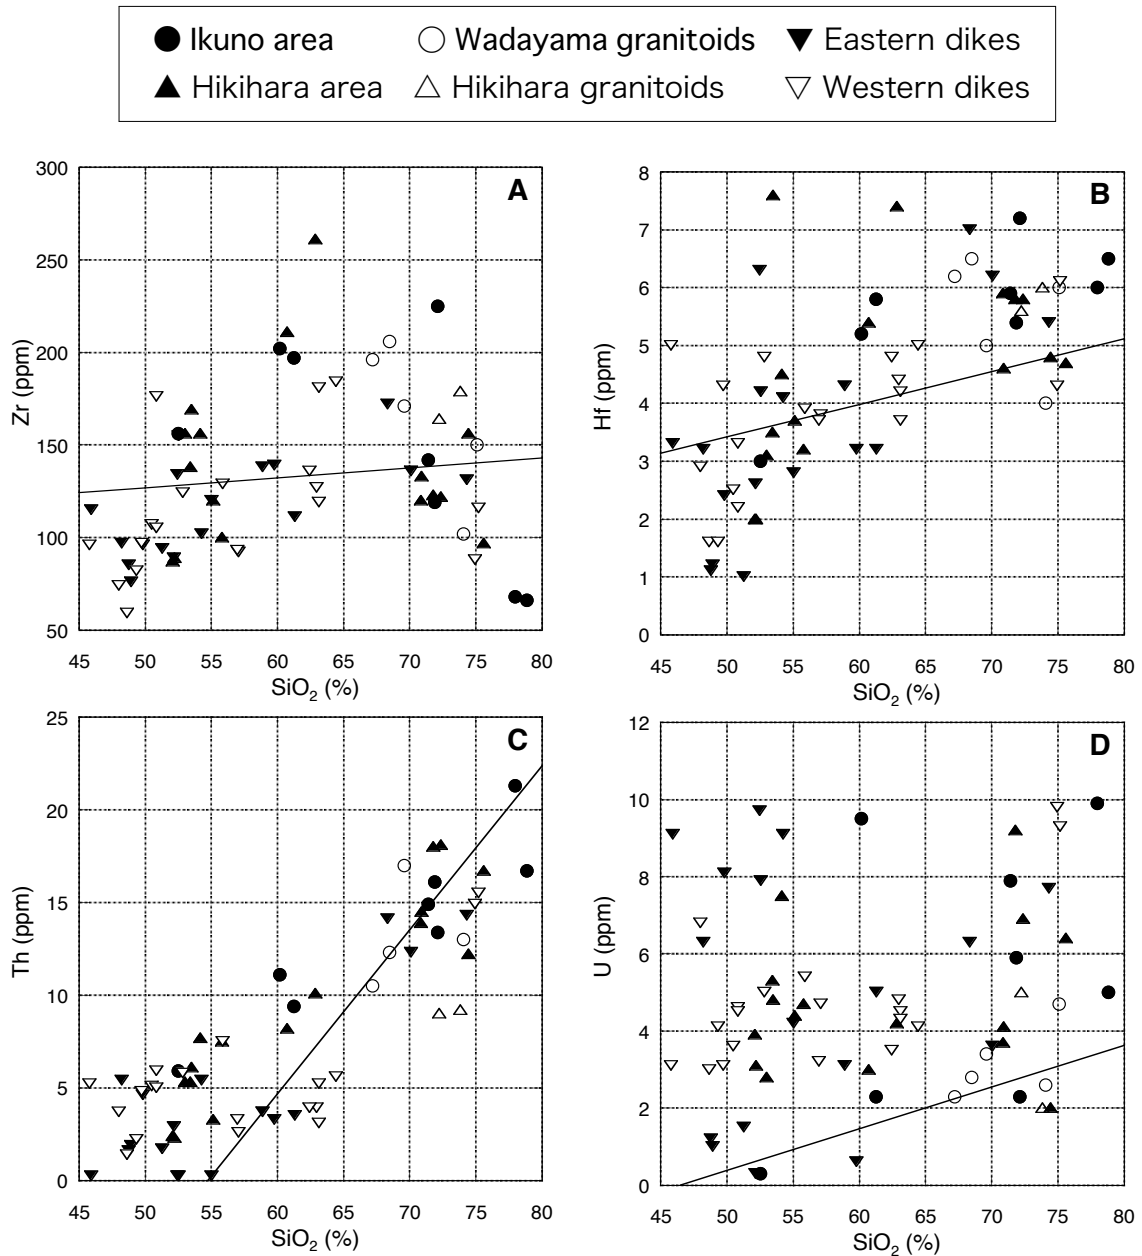 Ikuno area Wadayama granitoids Eastern dikes
Hikihara area Hikihara granitoids Western dikes
A
300
250
200
150
100
50
Zr (ppm)
45 50 55 60 65 70 75 80
SiO₂ (%)
B
8
7
6
5
4
3
2
1
0
Hf (ppm)
45 50 55 60 65 70 75 80
SiO₂ (%)
C
25
20
15
10
5
0
Th (ppm)
45 50 55 60 65 70 75 80
SiO₂ (%)
D
12
10
8
6
4
2
0
U (ppm)
45 50 55 60 65 70 75 80
SiO₂ (%)